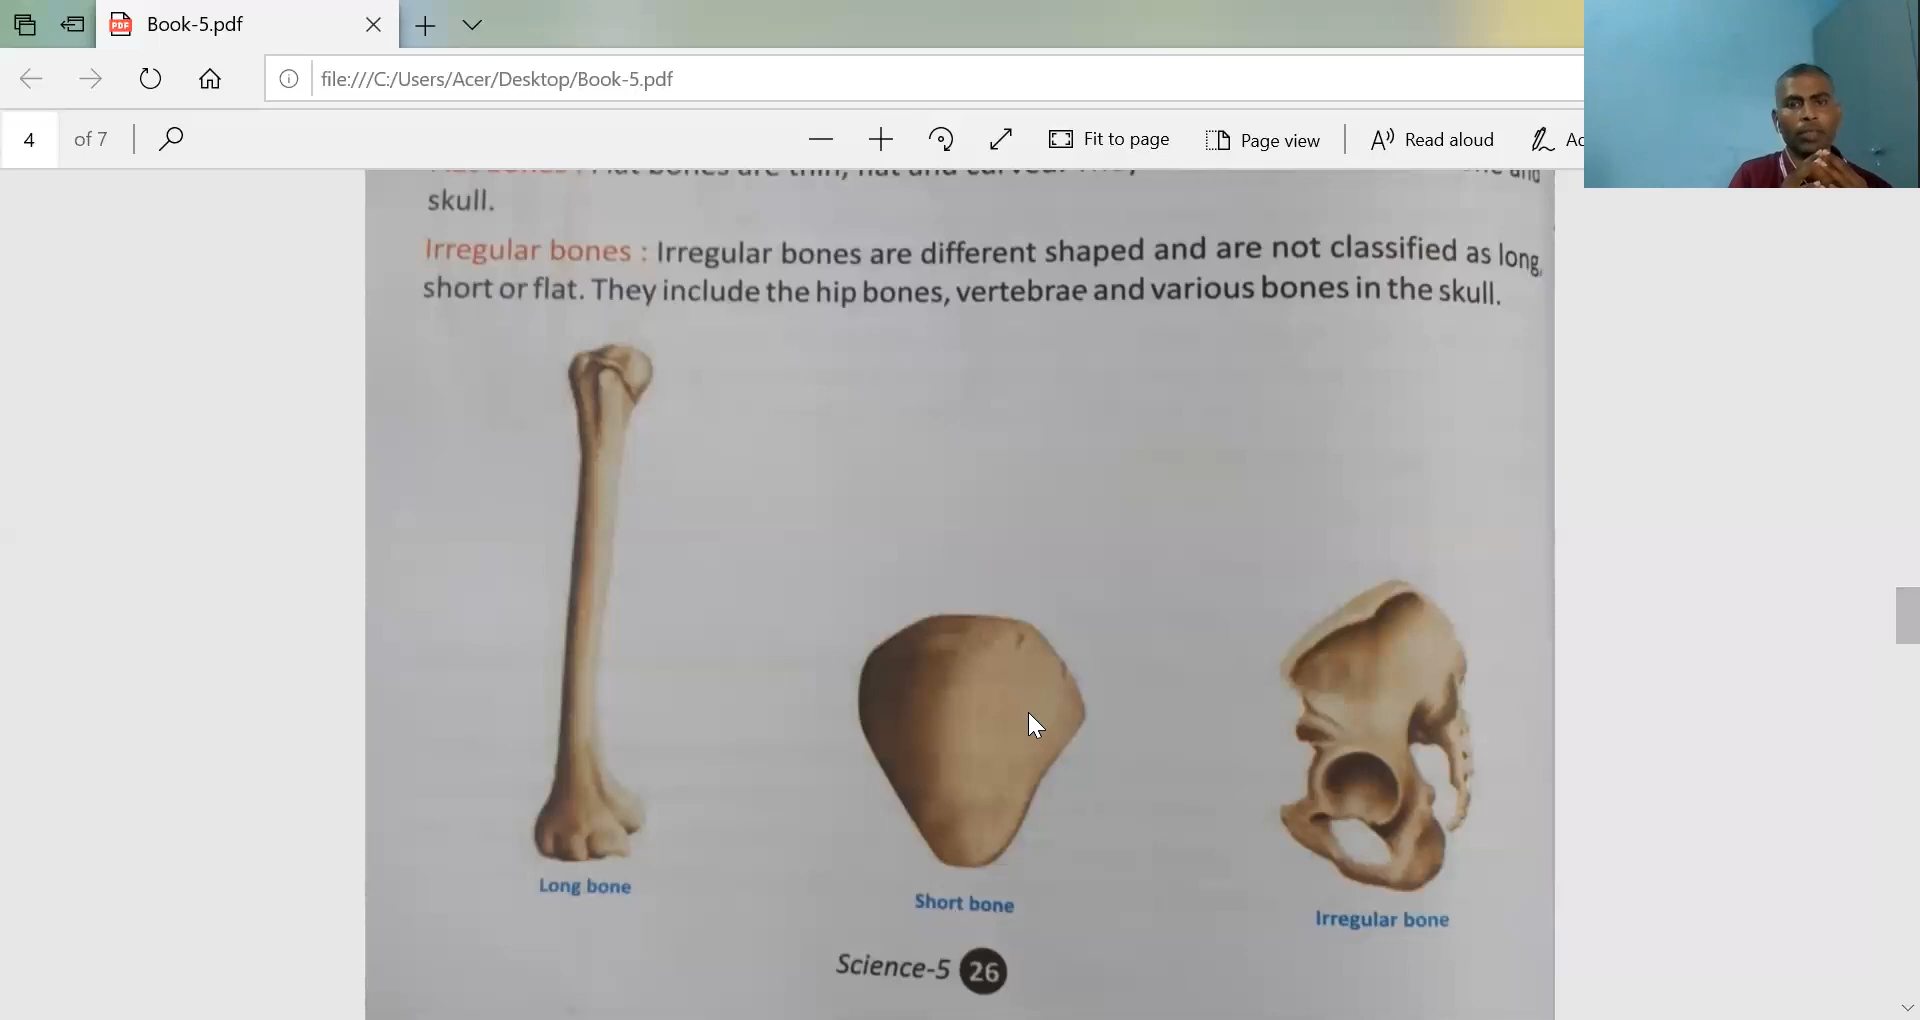 Book-5.pdf
file:///C:/Users/Acer/Desktop/Book-5.pdf
4 of 7 Fit to page Page view Read aloud
skull.
Irregular bones : Irregular bones are different shaped and are not classified as long,
short or flat. They include the hip bones, vertebrae and various bones in the skull.
Long bone
Short bone
Irregular bone
Science-5 26